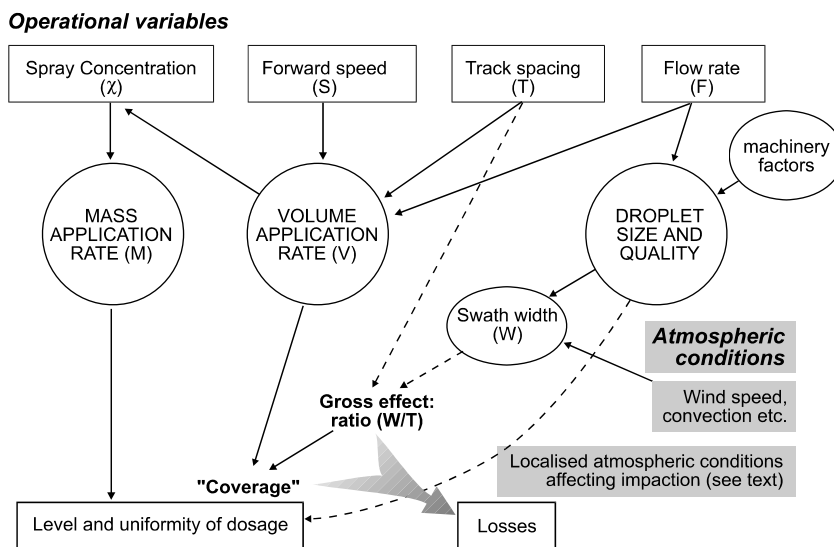 Operational variables
Spray Concentration
(χ)
Forward speed
(S)
Track spacing
(T)
Flow rate
(F)
machinery
factors
MASS
APPLICATION
RATE (M)
VOLUME
APPLICATION
RATE (V)
DROPLET
SIZE AND
QUALITY
Swath width
(W)
Atmospheric
conditions
Wind speed,
convection etc.
Gross effect:
ratio (W/T)
Localised atmospheric conditions
affecting impaction (see text)
"Coverage"
Level and uniformity of dosage
Losses